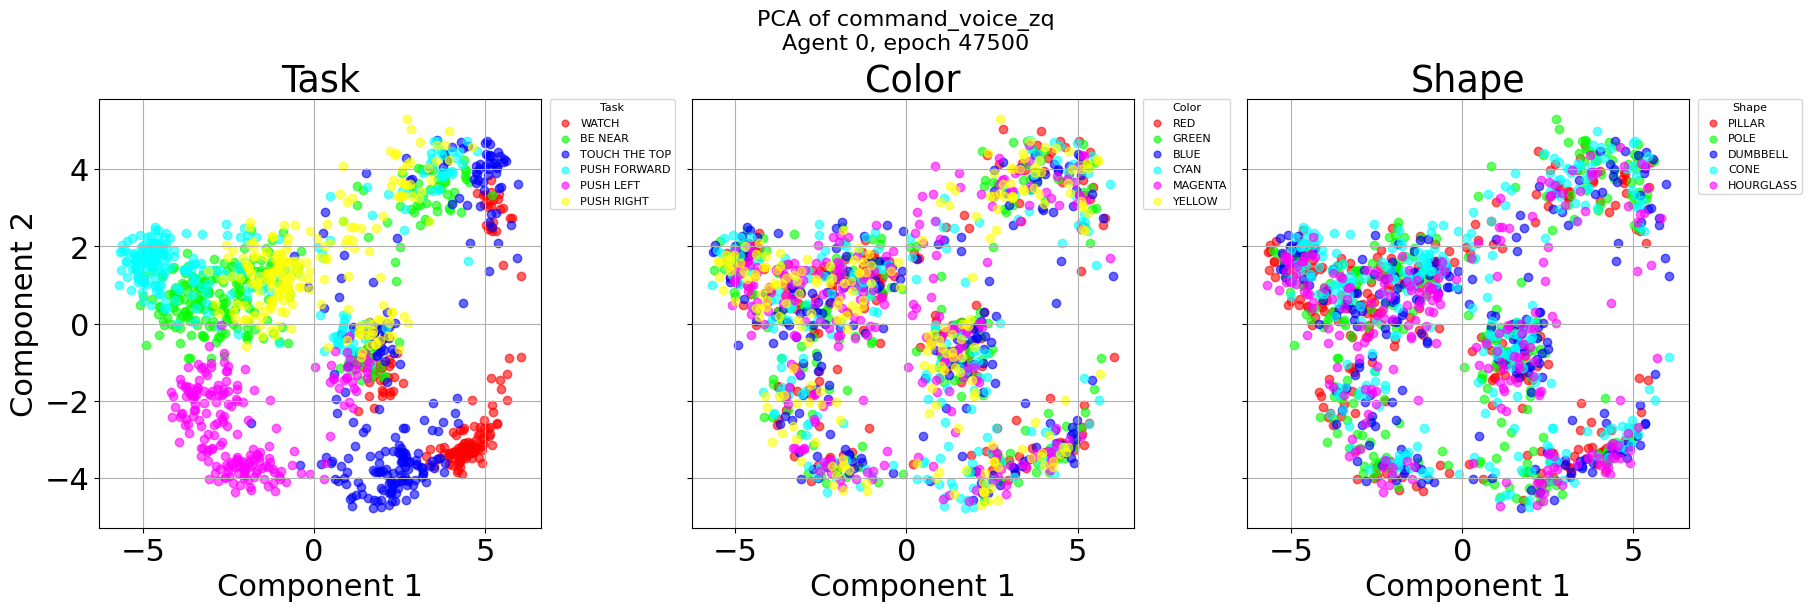 PCA of command_voice_zq
Agent 0, epoch 47500
Task
Component 2
4
2
0
−2
−4
−5
0
5
Component 1
Task
WATCH
BE NEAR
TOUCH THE TOP
PUSH FORWARD
PUSH LEFT
PUSH RIGHT
Color
−5
0
5
Component 1
Color
RED
GREEN
BLUE
CYAN
MAGENTA
YELLOW
Shape
−5
0
5
Component 1
Shape
PILLAR
POLE
DUMBBELL
CONE
HOURGLASS